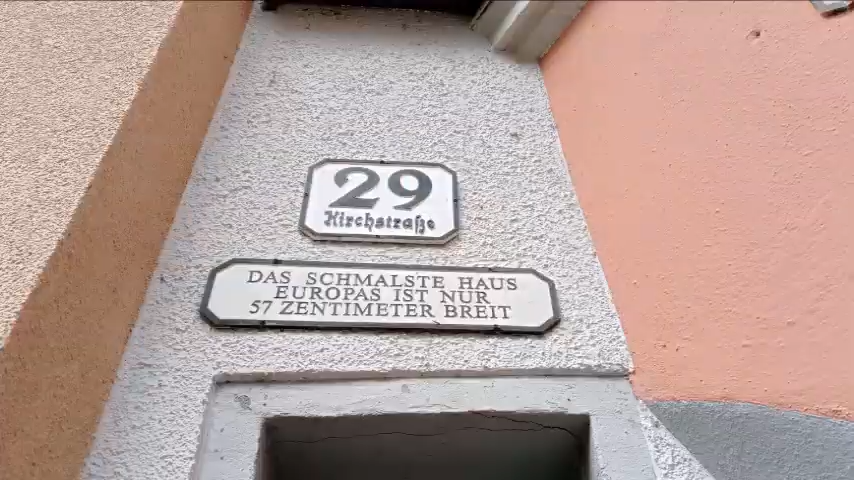 29
Kirchstraße
DAS SCHMALSTE HAUS
EUROPAS IST NUR
57 ZENTIMETER BREIT